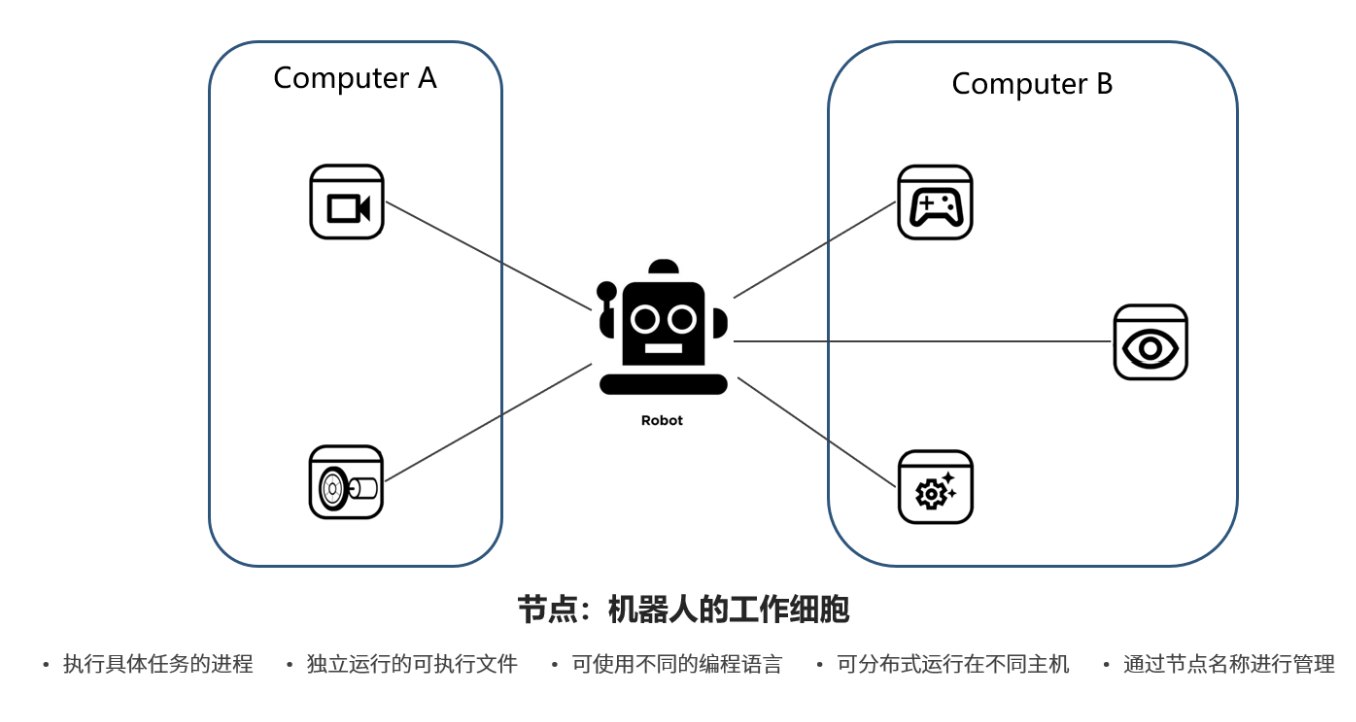 Computer A
Computer B
Robot
节点：机器人的工作细胞
• 执行具体任务的进程 • 独立运行的可执行文件 • 可使用不同的编程语言 • 可分布式运行在不同主机 • 通过节点名称进行管理